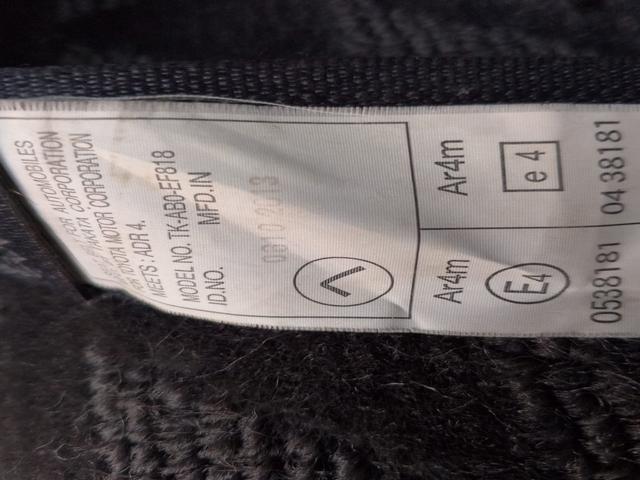 FOR AUTOMOBILES
TAKATA CORPORATION
FOR TOYOTA MOTOR CORPORATION
MEETS : ADR 4.
MODEL NO. TK-AB0-EF818
ID.NO. MFD.IN
2013
Ar4m Ar4m
E4 e 4
0538181 04 38181